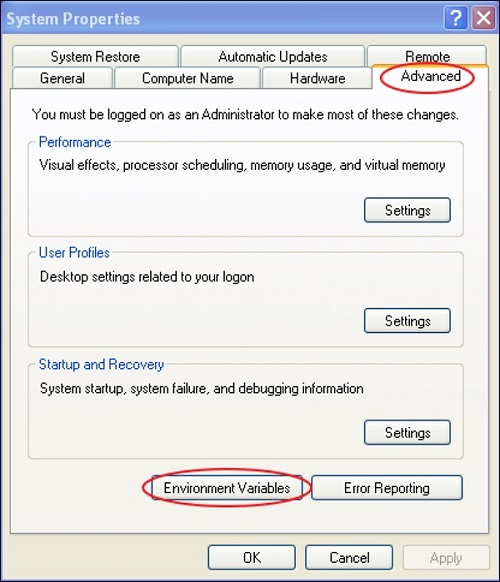 System Properties
System Restore Automatic Updates Remote
General Computer Name Hardware Advanced
You must be logged on as an Administrator to make most of these changes.
Performance
Visual effects, processor scheduling, memory usage, and virtual memory
Settings
User Profiles
Desktop settings related to your logon
Settings
Startup and Recovery
System startup, system failure, and debugging information
Settings
Environment Variables Error Reporting
OK Cancel Apply